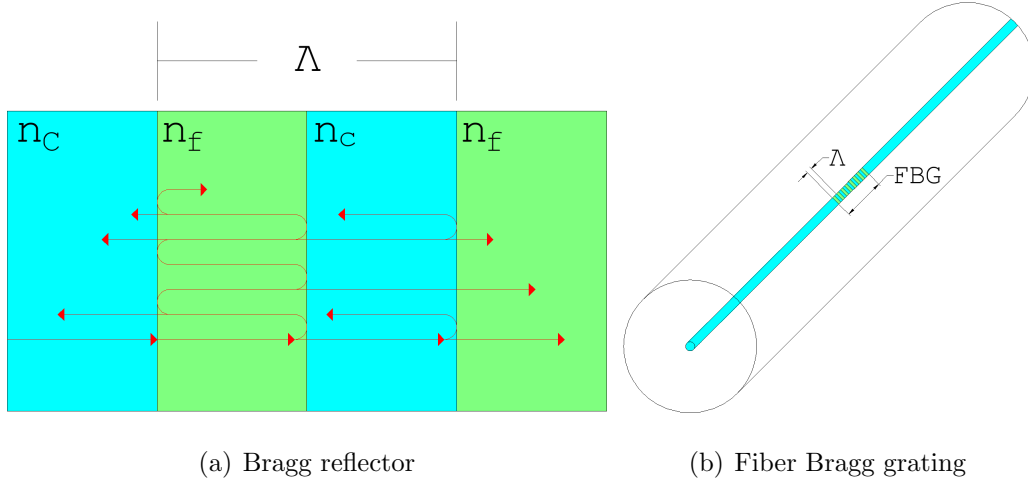 Λ
n_C n_f n_c n_f
(a) Bragg reflector
Λ
FBG
(b) Fiber Bragg grating